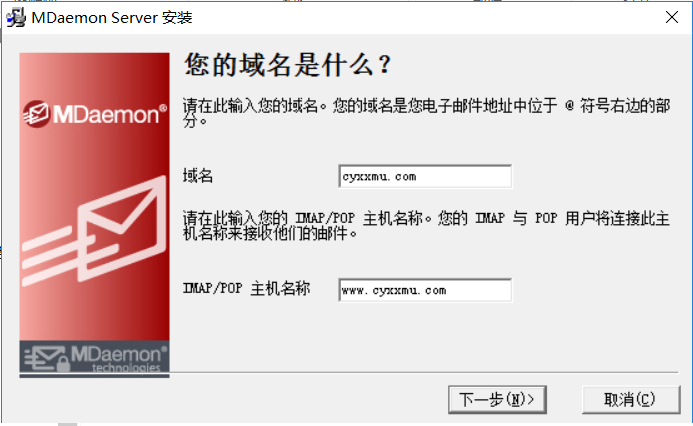 MDaemon Server 安装
您的域名是什么？
请在此输入您的域名。您的域名是您电子邮件地址中位于 @ 符号右边的部
分。
MDaemon®
域名
cyxxmu.com
请在此输入您的 IMAP/POP 主机名称。您的 IMAP 与 POP 用户将连接此主
机名称来接收他们的邮件。
IMAP/POP 主机名称
www.cyxxmu.com
MDaemon®
technologies
下一步(N)>
取消(C)